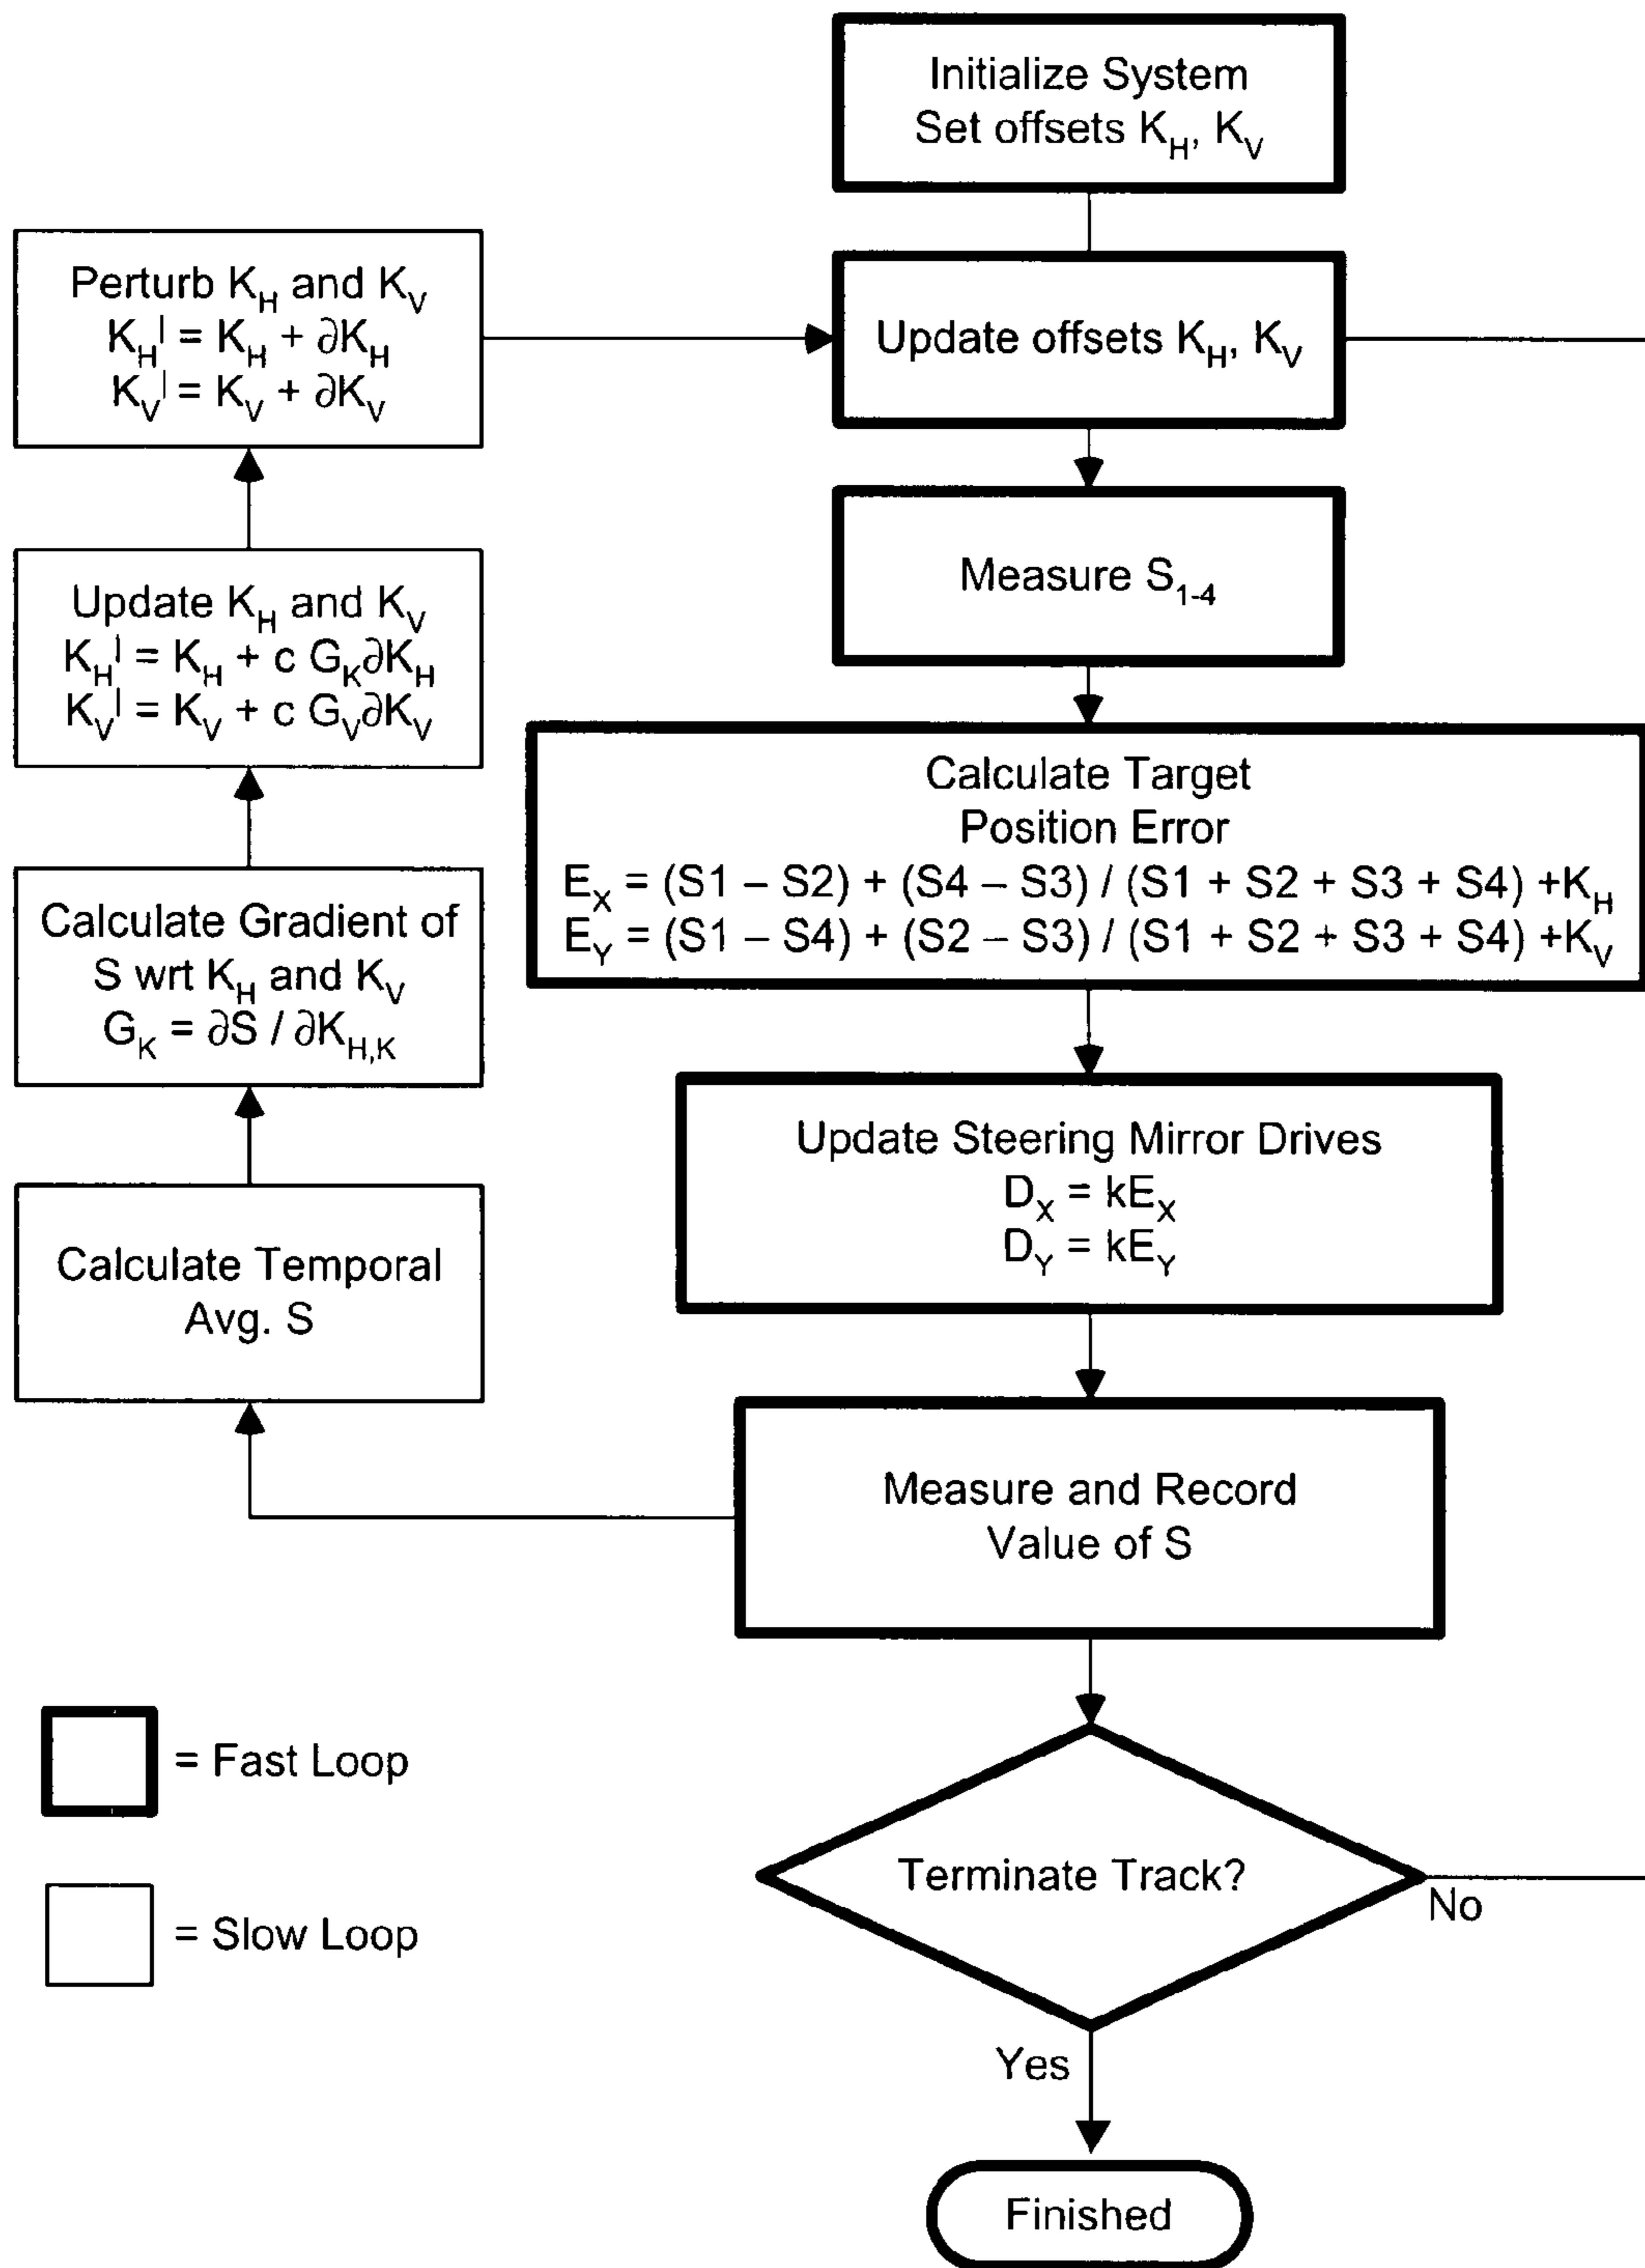 Initialize System
Set offsets K_H, K_V
Perturb K_H and K_V
K_H^| = K_H + ∂K_H
K_V^| = K_V + ∂K_V
Update offsets K_H, K_V
Measure S_1-4
Update K_H and K_V
K_H^| = K_H + c G_K∂K_H
K_V^| = K_V + c G_V∂K_V
Calculate Target
Position Error
E_X = (S1 – S2) + (S4 – S3) / (S1 + S2 + S3 + S4) +K_H
E_Y = (S1 – S4) + (S2 – S3) / (S1 + S2 + S3 + S4) +K_V
Calculate Gradient of
S wrt K_H and K_V
G_K = ∂S / ∂K_H,K
Update Steering Mirror Drives
D_X = kE_X
D_Y = kE_Y
Calculate Temporal
Avg. S
Measure and Record
Value of S
= Fast Loop
= Slow Loop
Terminate Track?
No
Yes
Finished